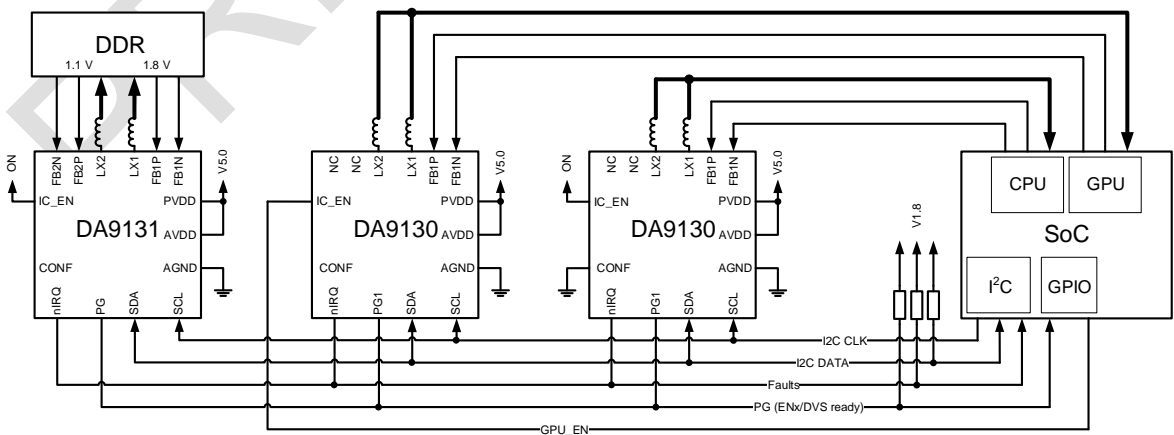 DDR
1.1 V 1.8 V
FB2N FB2P LX2 LX1 FB1P FB1N
ON
IC_EN
PVDD
V5.0
DA9131
AVDD
CONF
AGND
nIRQ PG SDA SCL
NC NC LX2 LX1 FB1P FB1N
IC_EN
PVDD
V5.0
DA9130
AVDD
CONF
AGND
nIRQ PG1 SDA SCL
NC NC LX2 LX1 FB1P FB1N
ON
IC_EN
PVDD
V5.0
DA9130
AVDD
CONF
AGND
nIRQ PG1 SDA SCL
V1.8
CPU GPU
SoC
I²C GPIO
I2C CLK
I2C DATA
Faults
PG (ENx/DVS ready)
GPU_EN